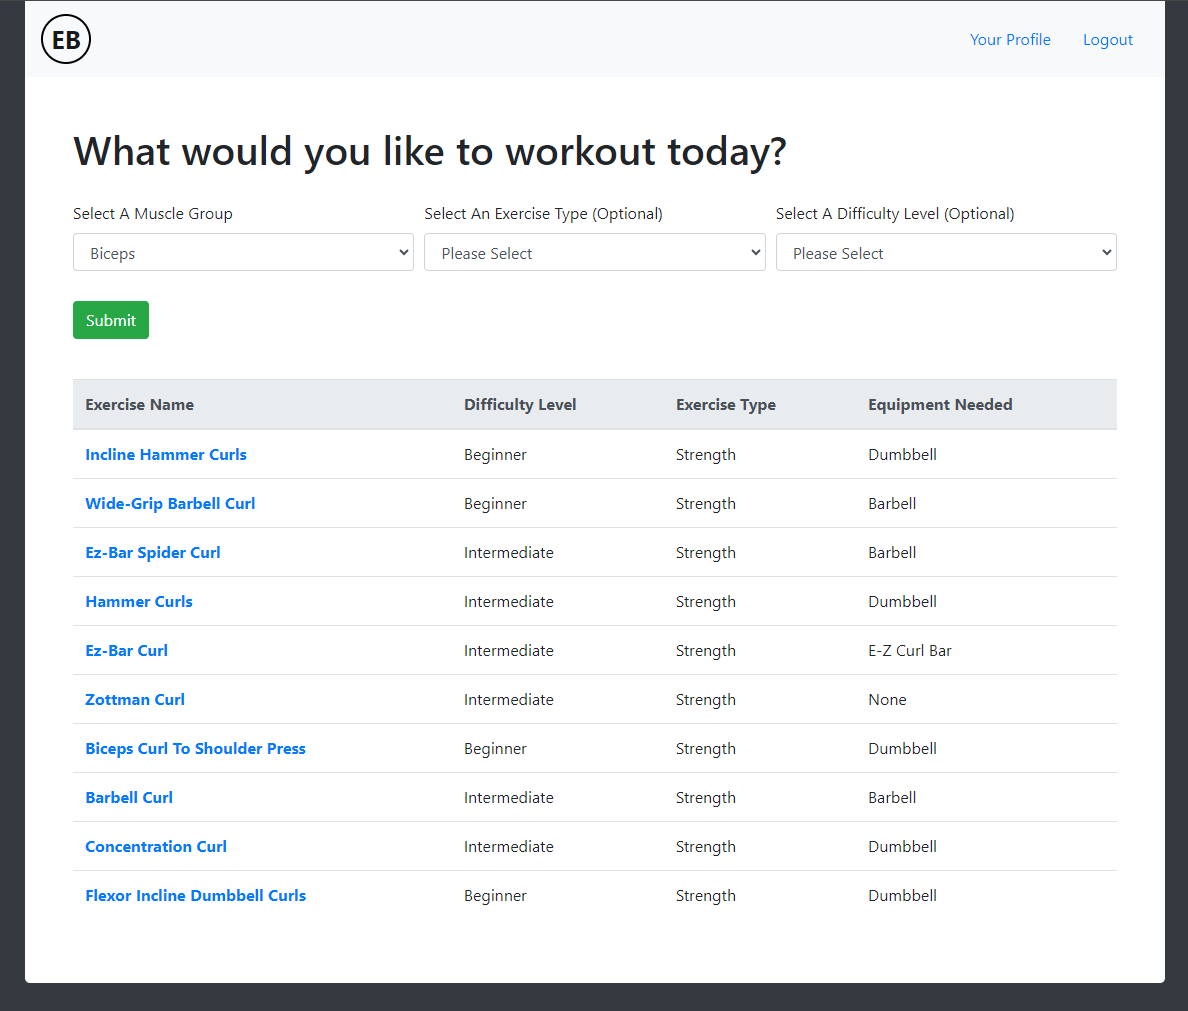 EB
Your Profile Logout
What would you like to workout today?
Select A Muscle Group Select An Exercise Type (Optional) Select A Difficulty Level (Optional)
Biceps Please Select Please Select
Submit
Exercise Name Difficulty Level Exercise Type Equipment Needed
Incline Hammer Curls Beginner Strength Dumbbell
Wide-Grip Barbell Curl Beginner Strength Barbell
Ez-Bar Spider Curl Intermediate Strength Barbell
Hammer Curls Intermediate Strength Dumbbell
Ez-Bar Curl Intermediate Strength E-Z Curl Bar
Zottman Curl Intermediate Strength None
Biceps Curl To Shoulder Press Beginner Strength Dumbbell
Barbell Curl Intermediate Strength Barbell
Concentration Curl Intermediate Strength Dumbbell
Flexor Incline Dumbbell Curls Beginner Strength Dumbbell